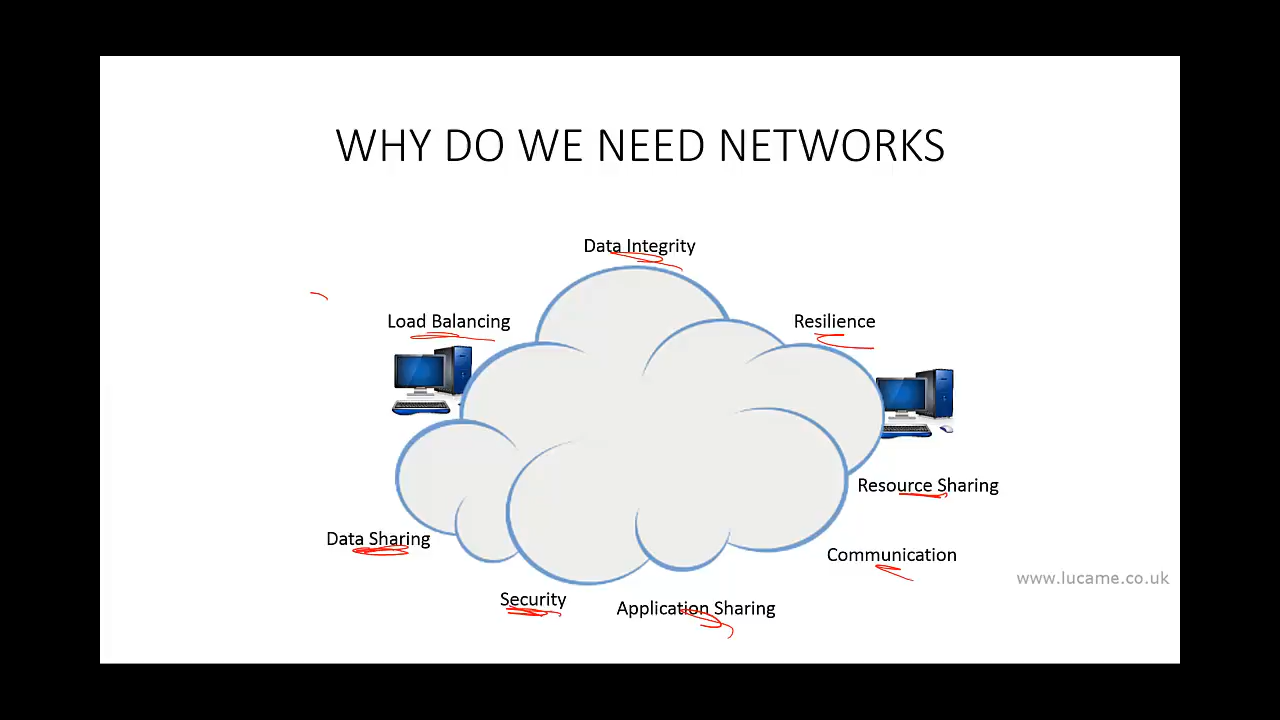 WHY DO WE NEED NETWORKS
Data Integrity
Load Balancing
Resilience
Resource Sharing
Data Sharing
Communication
www.lucame.co.uk
Security
Application Sharing